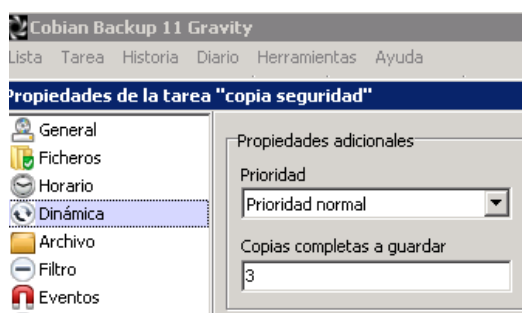 Cobian Backup 11 Gravity
Lista Tarea Historia Diario Herramientas Ayuda
Propiedades de la tarea "copia seguridad"
General
Ficheros
Horario
Dinámica
Archivo
Filtro
Eventos
Propiedades adicionales
Prioridad
Prioridad normal
Copias completas a guardar
3